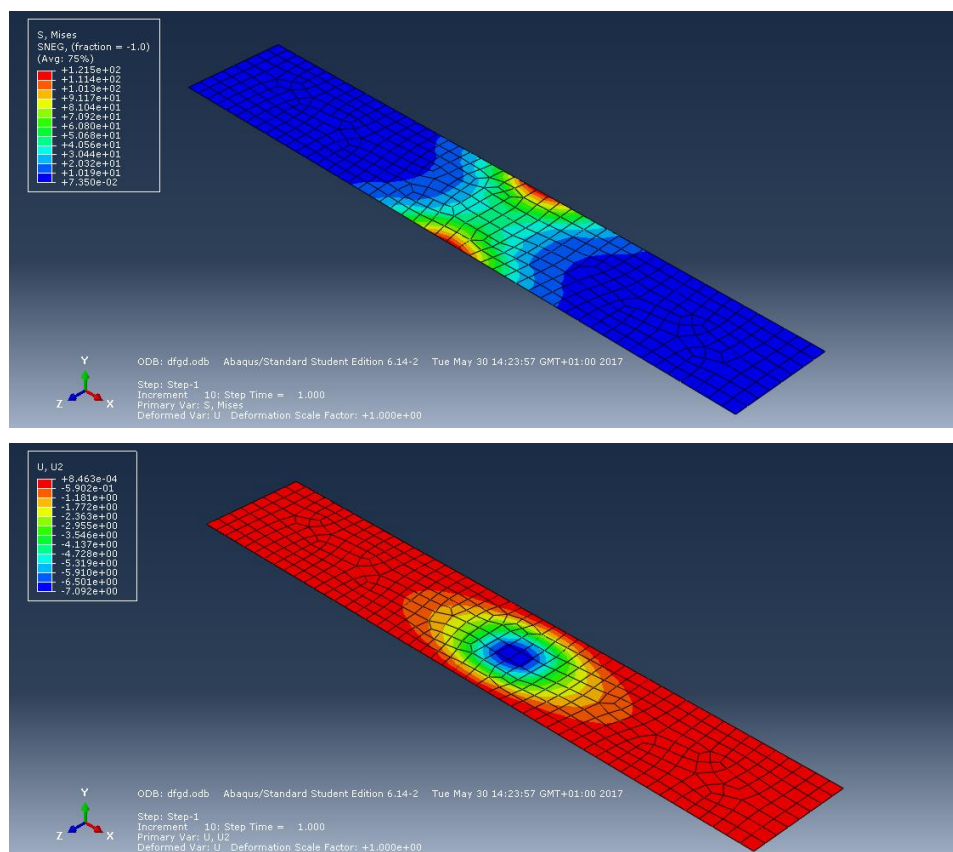 S, Mises
SNEG, (fraction = -1.0)
(Avg: 75%)
+1.215e+02
+1.114e+02
+1.013e+02
+9.117e+01
+8.104e+01
+7.092e+01
+6.080e+01
+5.068e+01
+4.056e+01
+3.044e+01
+2.032e+01
+1.019e+01
+7.350e-02
Y
Z
X
ODB: dfgd.odb Abaqus/Standard Student Edition 6.14-2 Tue May 30 14:23:57 GMT+01:00 2017
Step: Step-1
Increment 10: Step Time = 1.000
Primary Var: S, Mises
Deformed Var: U Deformation Scale Factor: +1.000e+00
U, U2
+8.463e-04
-5.902e-01
-1.181e+00
-1.772e+00
-2.363e+00
-2.955e+00
-3.546e+00
-4.137e+00
-4.728e+00
-5.319e+00
-5.910e+00
-6.501e+00
-7.092e+00
Y
Z
X
ODB: dfgd.odb Abaqus/Standard Student Edition 6.14-2 Tue May 30 14:23:57 GMT+01:00 2017
Step: Step-1
Increment 10: Step Time = 1.000
Primary Var: U, U2
Deformed Var: U Deformation Scale Factor: +1.000e+00